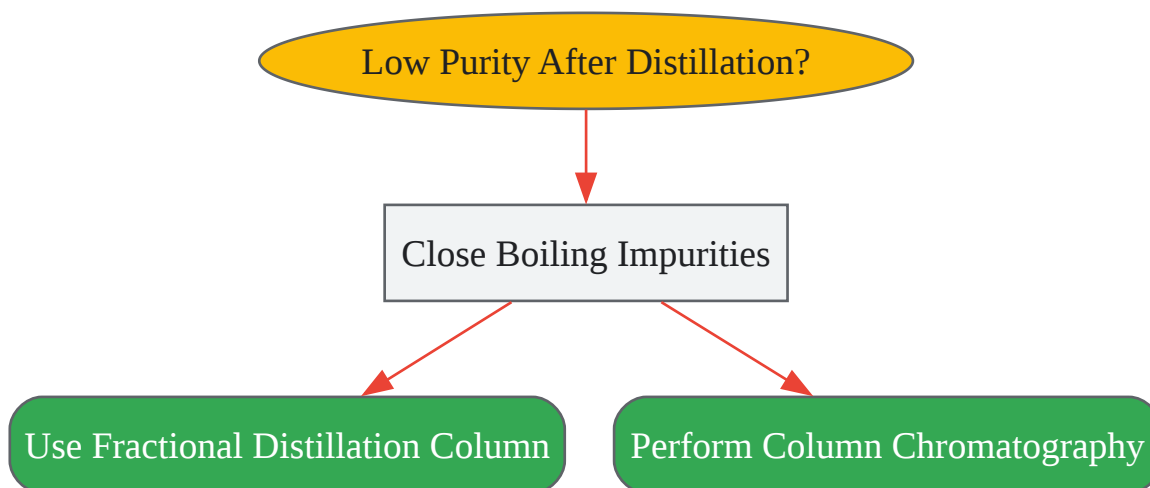 Low Purity After Distillation?
Close Boiling Impurities
Use Fractional Distillation Column
Perform Column Chromatography